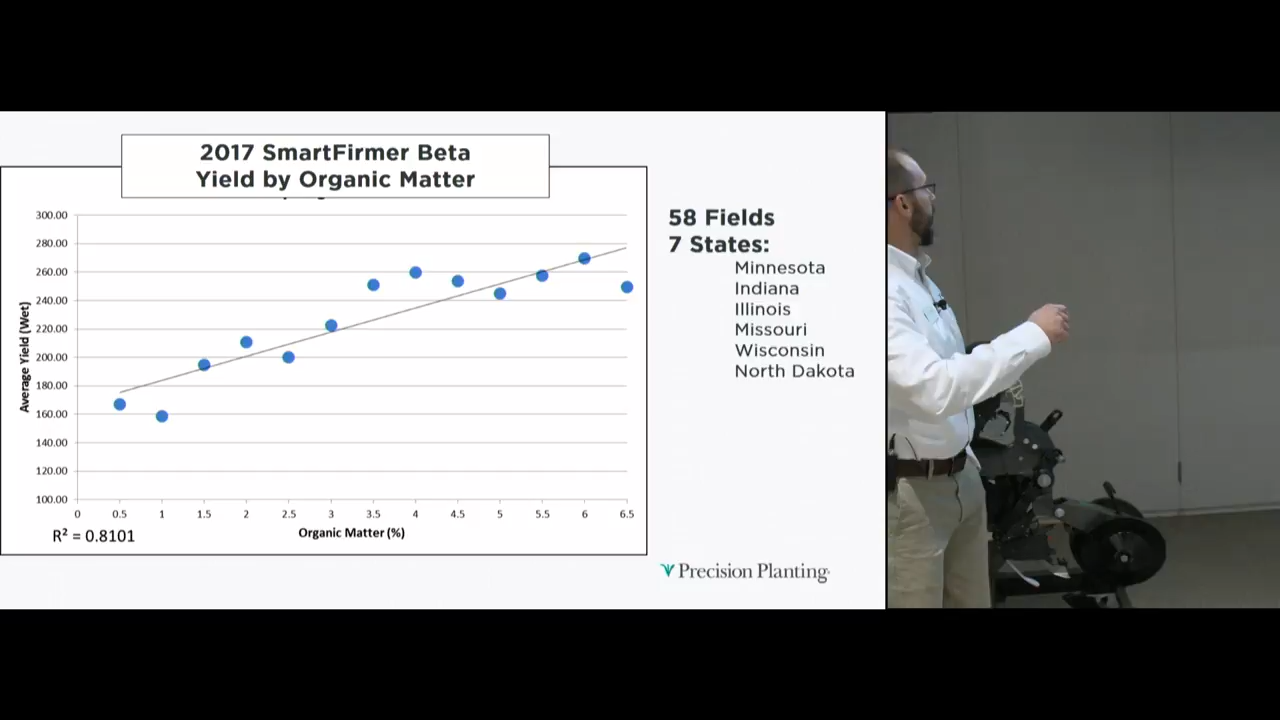 2017 SmartFirmer Beta
Yield by Organic Matter
300.00
280.00
260.00
240.00
220.00
200.00
180.00
160.00
140.00
120.00
100.00
Average Yield (Wet)
0 0.5 1 1.5 2 2.5 3 3.5 4 4.5 5 5.5 6 6.5
Organic Matter (%)
R² = 0.8101
58 Fields
7 States:
Minnesota
Indiana
Illinois
Missouri
Wisconsin
North Dakota
Precision Planting